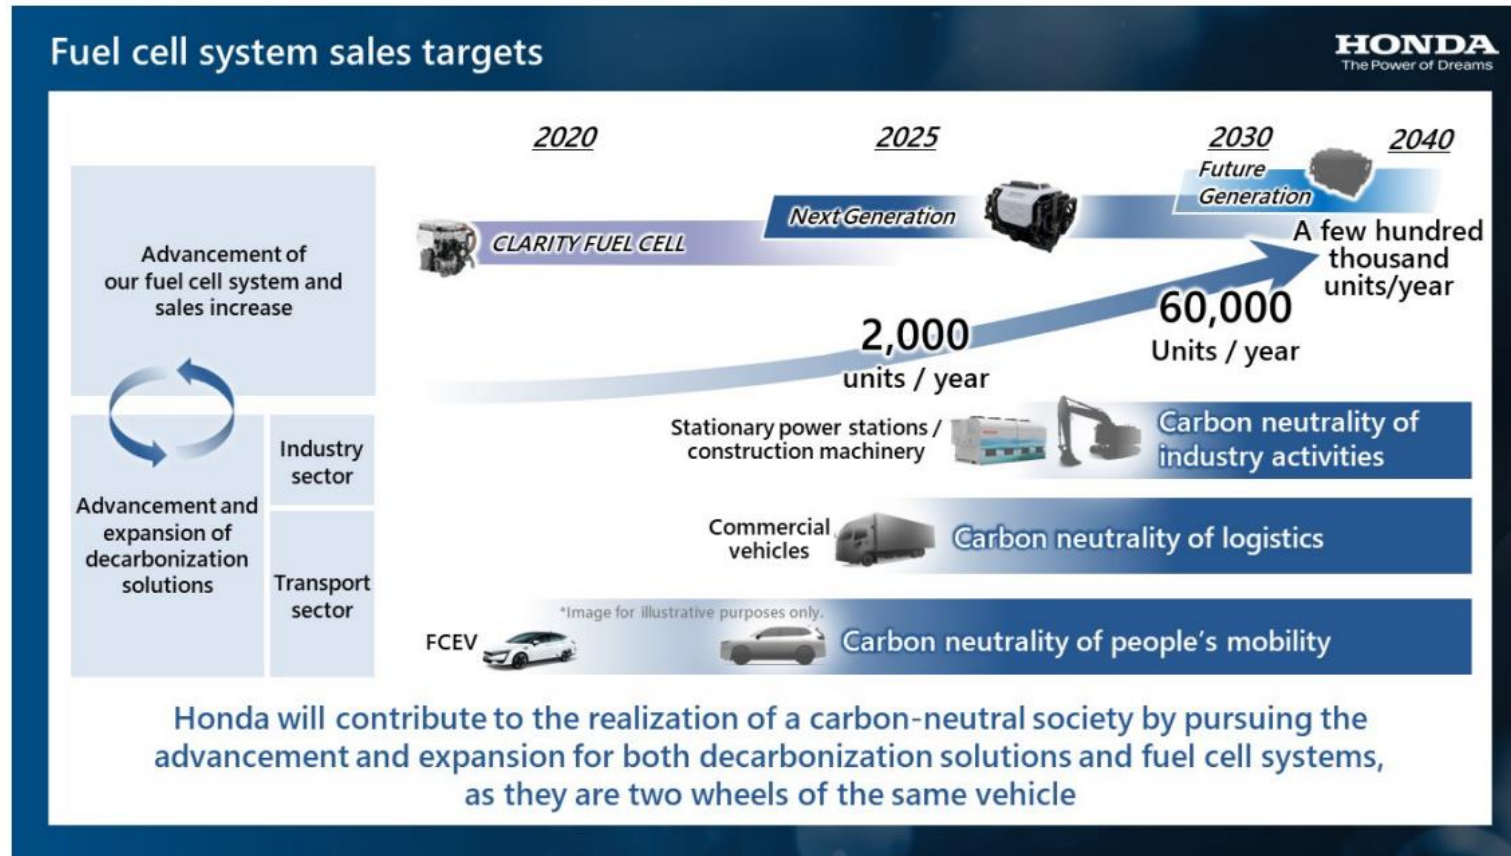 Fuel cell system sales targets
HONDA
The Power of Dreams
2020
2025
2030
2040
Advancement of
our fuel cell system and
sales increase
CLARITY FUEL CELL
Next Generation
Future
Generation
2,000
units / year
60,000
Units / year
A few hundred
thousand
units/year
Advancement and
expansion of
decarbonization
solutions
Industry
sector
Stationary power stations /
construction machinery
Carbon neutrality of
industry activities
Transport
sector
Commercial
vehicles
Carbon neutrality of logistics
*Image for illustrative purposes only.
FCEV
Carbon neutrality of people's mobility
Honda will contribute to the realization of a carbon-neutral society by pursuing the
advancement and expansion for both decarbonization solutions and fuel cell systems,
as they are two wheels of the same vehicle